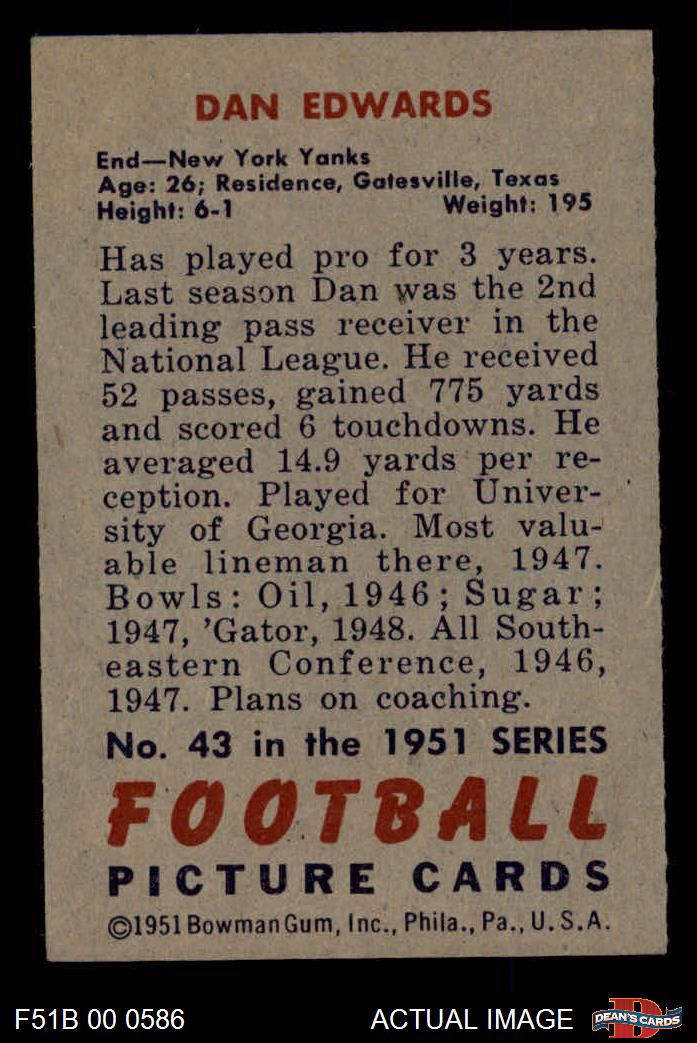 DAN EDWARDS
End—New York Yanks
Age: 26; Residence, Gatesville, Texas
Height: 6-1 Weight: 195
Has played pro for 3 years.
Last season Dan was the 2nd
leading pass receiver in the
National League. He received
52 passes, gained 775 yards
and scored 6 touchdowns. He
averaged 14.9 yards per re-
ception. Played for Univer-
sity of Georgia. Most valu-
able lineman there, 1947.
Bowls: Oil, 1946; Sugar;
1947, 'Gator, 1948. All South-
eastern Conference, 1946,
1947. Plans on coaching.
No. 43 in the 1951 SERIES
FOOTBALL
PICTURE CARDS
©1951 Bowman Gum, Inc., Phila., Pa., U.S.A.
F51B 00 0586 ACTUAL IMAGE D DEAN'S CARDS